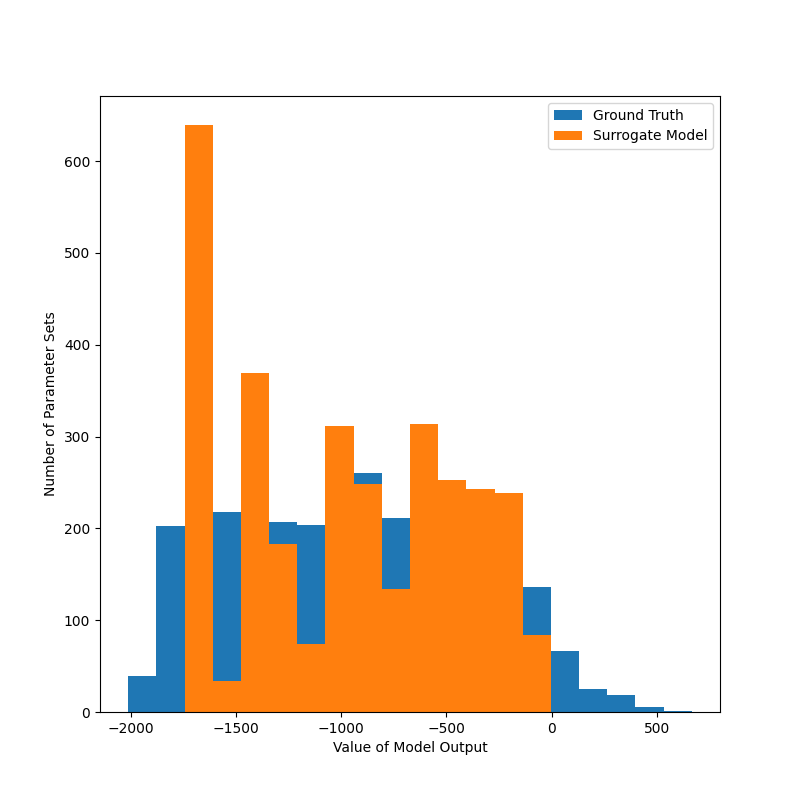 Ground Truth
Surrogate Model
600
500
400
300
200
100
0
Number of Parameter Sets
−2000 −1500 −1000 −500 0 500
Value of Model Output